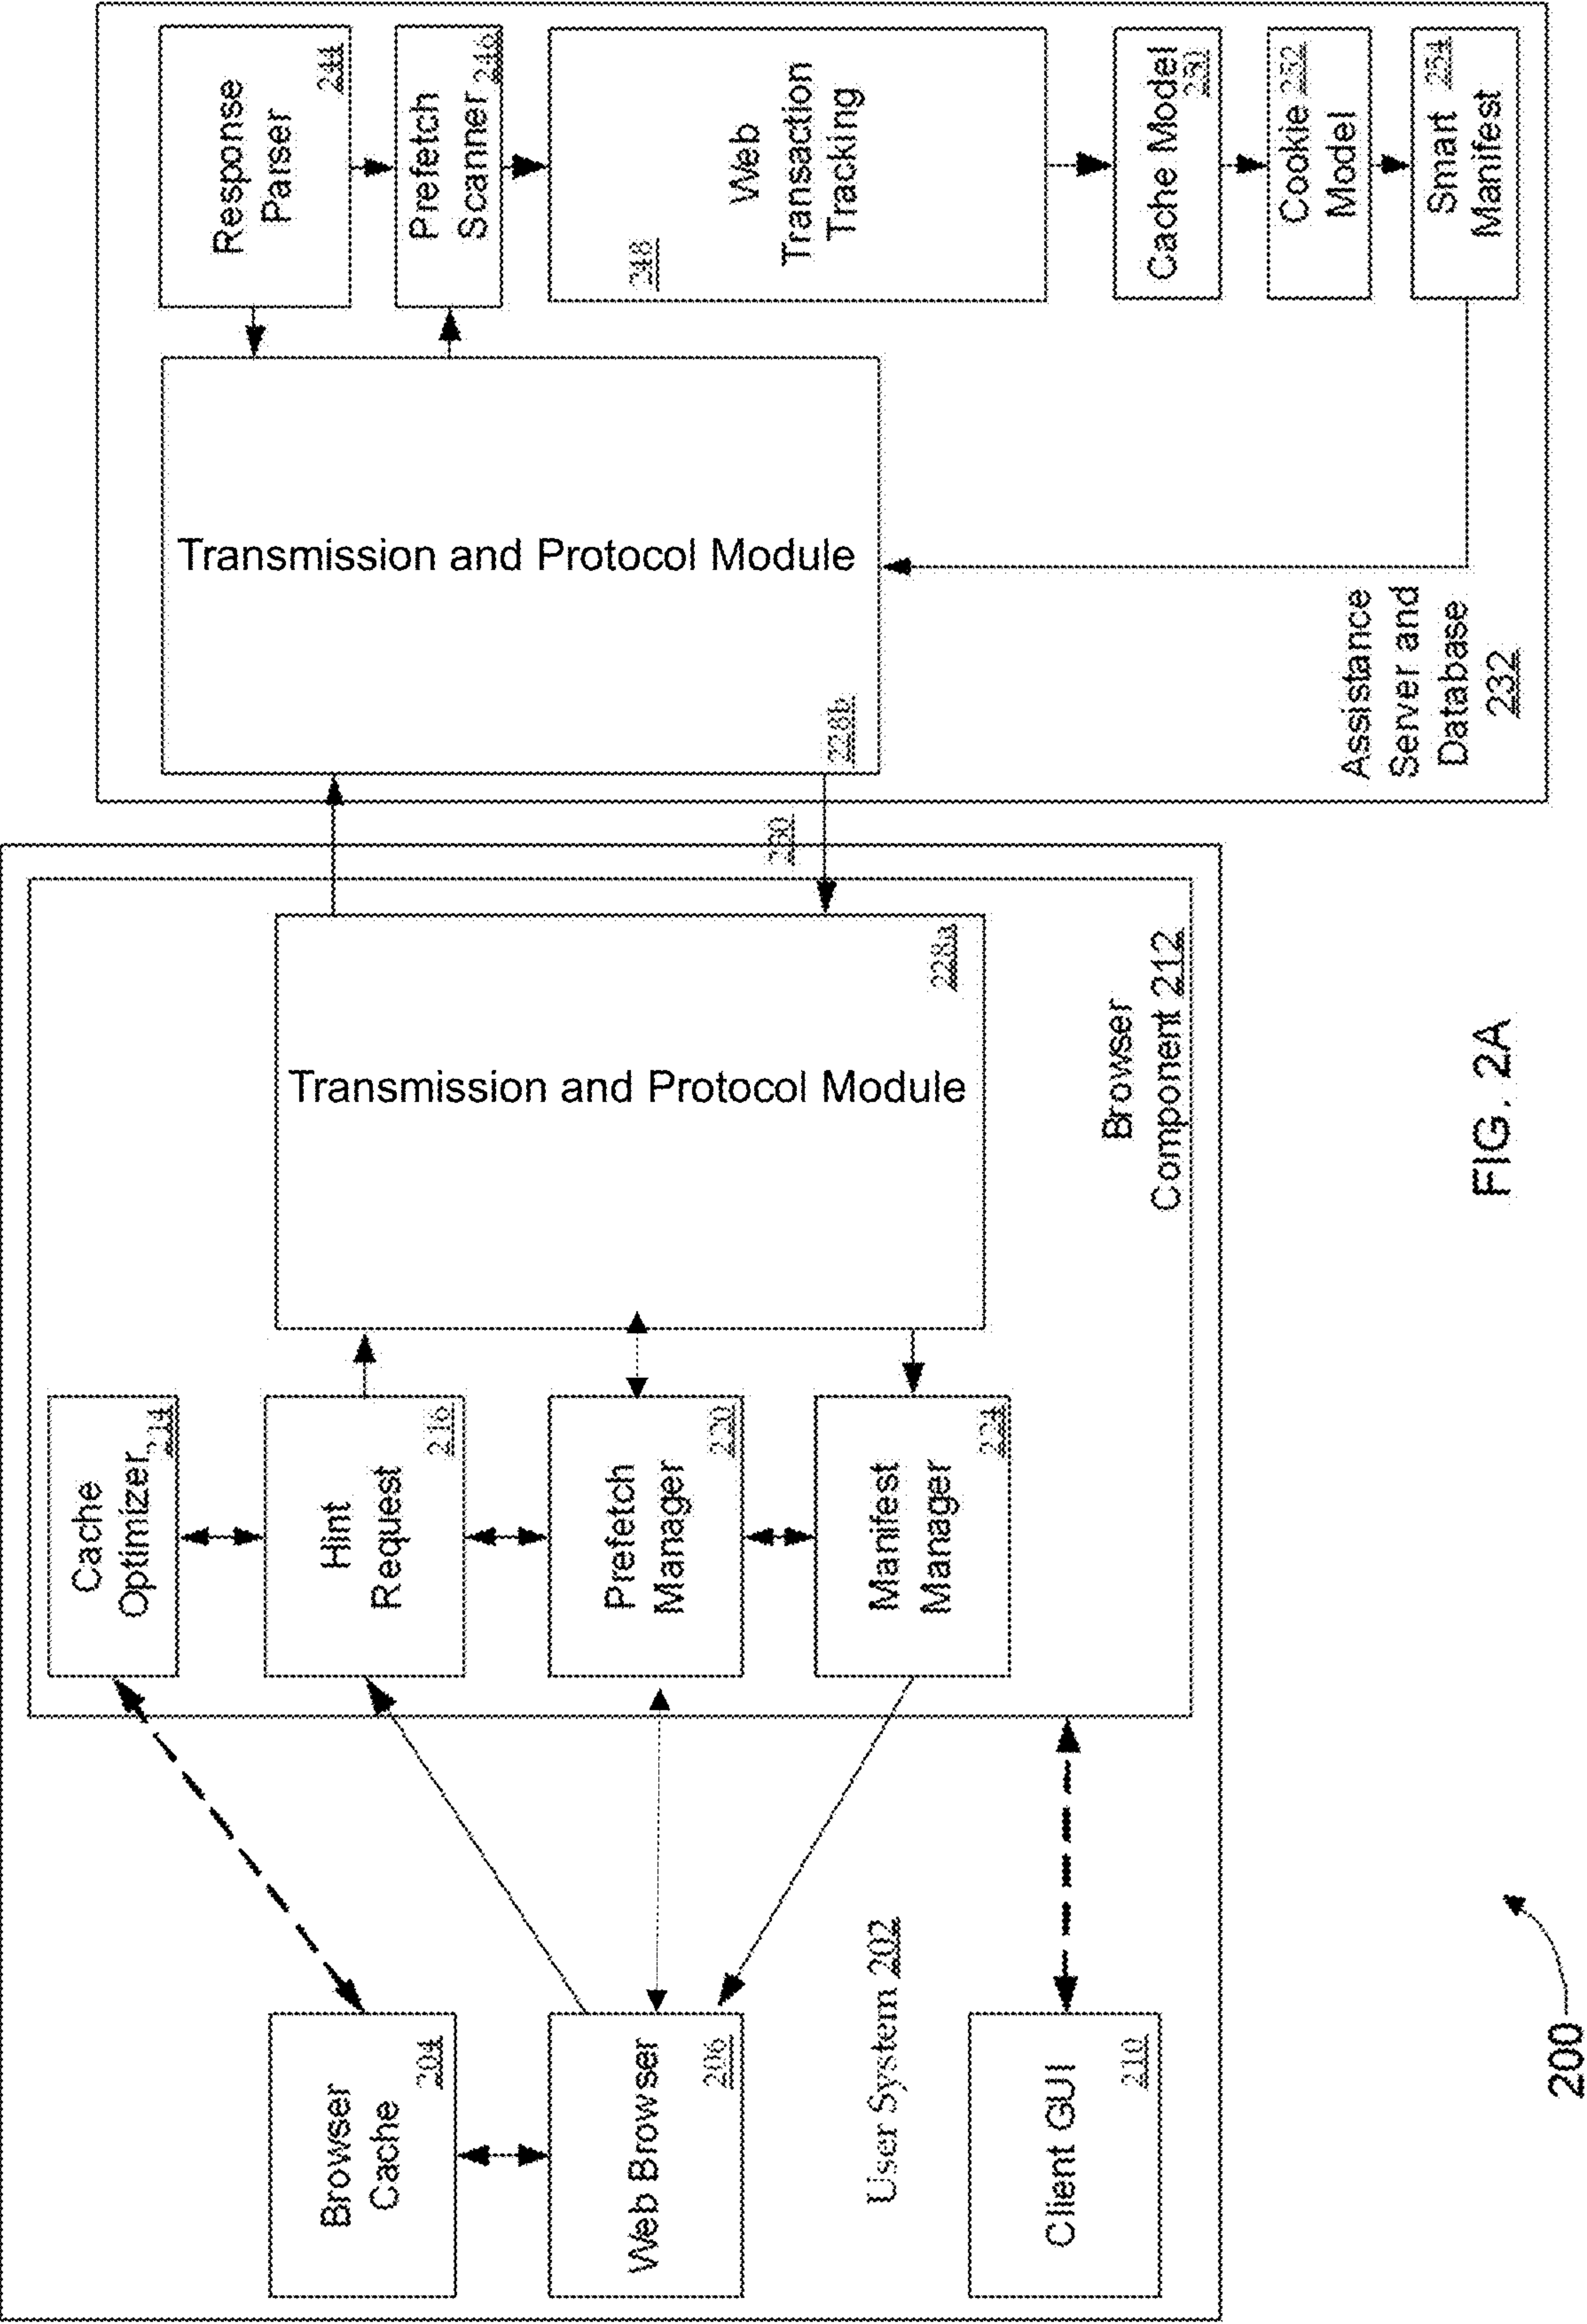 Browser
Cache
204
Web Browser
206
User System 202
Client GUI
210
Cache
Optimizer
214
Hint
Request
216
Prefetch
Manager
220
Manifest
Manager
224
Transmission and Protocol Module
228a
Browser
Component 212
260
Transmission and Protocol Module
228b
Response
Parser
244
Prefetch
Scanner 246
Web
Transaction
Tracking
248
Cache Model
250
Cookie 252
Model
Smart 254
Manifest
Assistance
Server and
Database
232
200
FIG. 2A